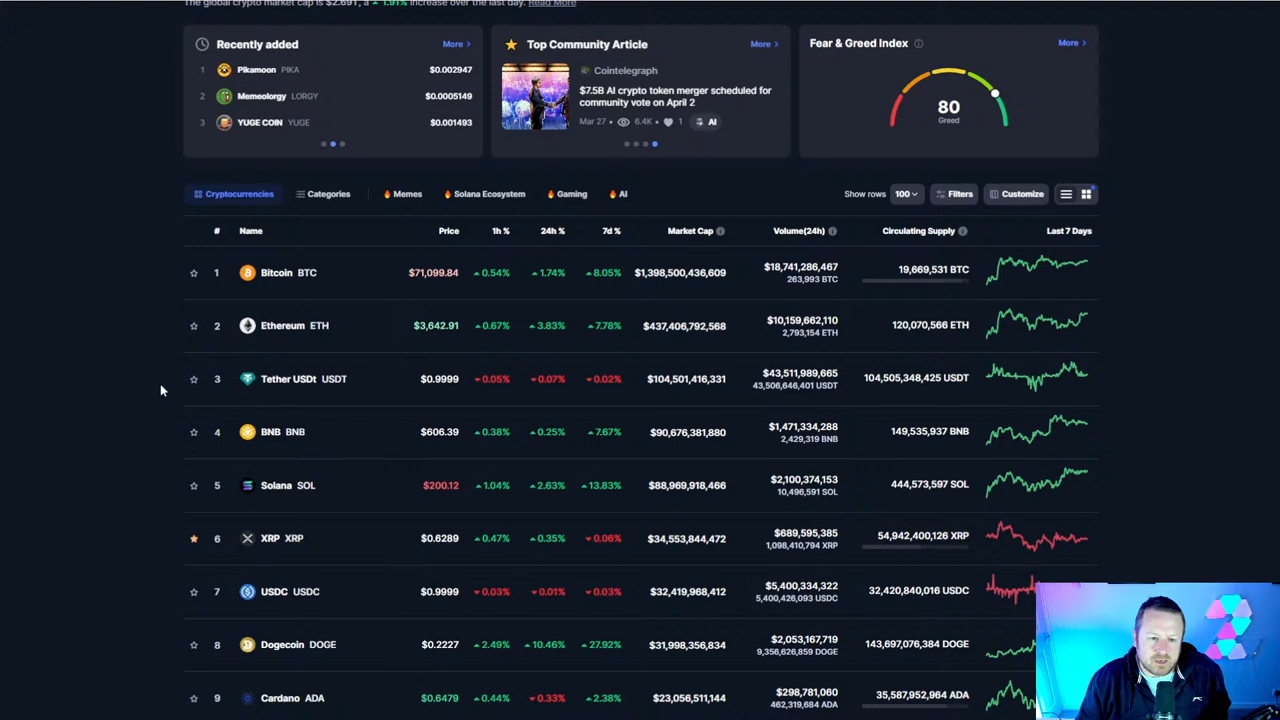 The global crypto market cap is $2.69T, a 1.91% increase over the last day. Read More
Recently added
More >
1 Pikamoon PIKA $0.002947
2 Memeolorgy LORGY $0.0005149
3 YUGE COIN YUGE $0.001493
Top Community Article
More >
Cointelegraph
$7.5B AI crypto token merger scheduled for
community vote on April 2
Mar 27 • 6.4K • 1 AI
Fear & Greed Index
More >
80
Greed
Cryptocurrencies Categories Memes Solana Ecosystem Gaming AI Show rows 100 Filters Customize
# Name Price 1h % 24h % 7d % Market Cap Volume(24h) Circulating Supply Last 7 Days
1 Bitcoin BTC $71,099.84 0.54% 1.74% 8.05% $1,398,500,436,609 $18,741,286,467 19,669,531 BTC
263,993 BTC
2 Ethereum ETH $3,642.91 0.67% 3.83% 7.78% $437,406,792,568 $10,159,662,110 120,070,566 ETH
2,793,154 ETH
3 Tether USDt USDT $0.9999 0.05% 0.07% 0.02% $104,501,416,331 $43,511,989,665 104,505,348,425 USDT
43,506,646,401 USDT
4 BNB BNB $606.39 0.38% 0.25% 7.67% $90,676,381,880 $1,471,334,288 149,535,937 BNB
2,429,319 BNB
5 Solana SOL $200.12 1.04% 2.63% 13.83% $88,969,918,466 $2,100,374,153 444,573,597 SOL
10,496,591 SOL
6 XRP XRP $0.6289 0.47% 0.35% 0.06% $34,553,844,472 $689,595,385 54,942,400,126 XRP
1,098,410,794 XRP
7 USDC USDC $0.9999 0.03% 0.01% 0.03% $32,419,968,412 $5,400,334,322 32,420,840,016 USDC
5,400,426,093 USDC
8 Dogecoin DOGE $0.2227 2.49% 10.46% 27.92% $31,998,356,834 $2,053,167,719 143,697,076,384 DOGE
9,356,626,859 DOGE
9 Cardano ADA $0.6479 0.44% 0.33% 2.38% $23,056,511,144 $298,781,060 35,587,952,964 ADA
462,319,684 ADA